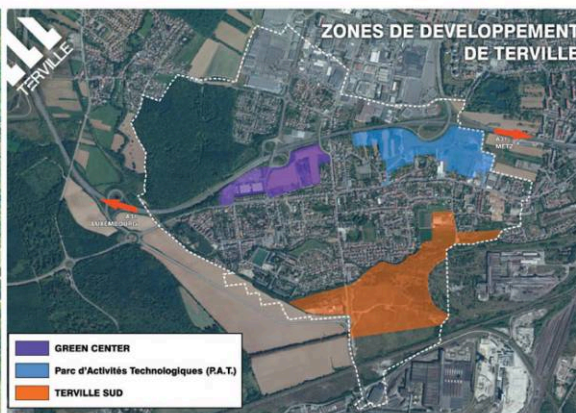 TERVILLE
ZONES DE DEVELOPPEMENT
DE TERVILLE
A31
METZ
A31
LUXEMBOURG
GREEN CENTER
Parc d'Activités Technologiques (P.A.T.)
TERVILLE SUD